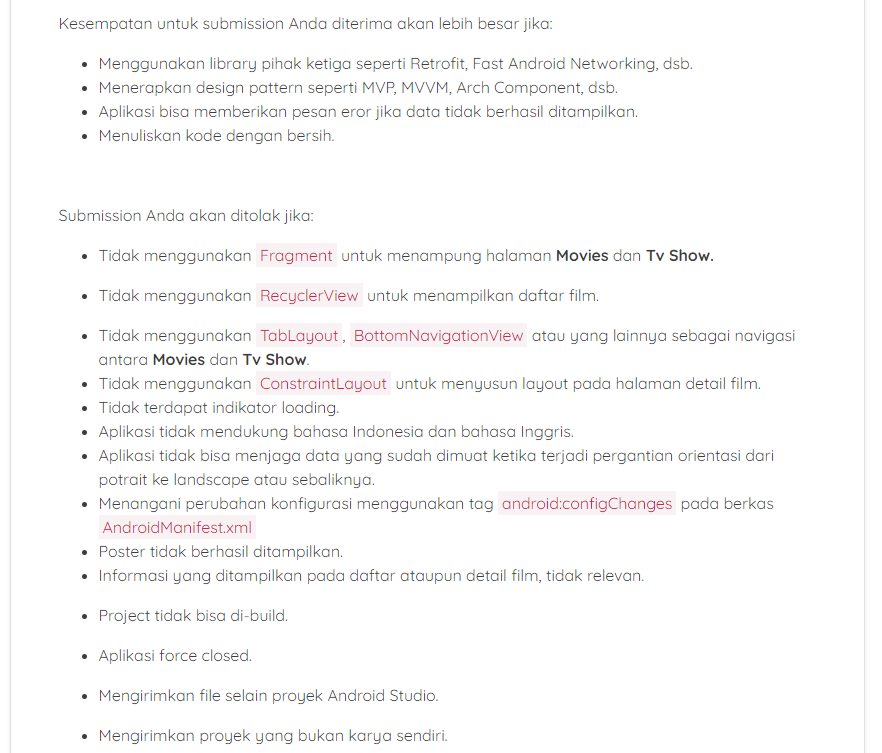 Kesempatan untuk submission Anda diterima akan lebih besar jika:
• Menggunakan library pihak ketiga seperti Retrofit, Fast Android Networking, dsb.
• Menerapkan design pattern seperti MVP, MVVM, Arch Component, dsb.
• Aplikasi bisa memberikan pesan eror jika data tidak berhasil ditampilkan.
• Menuliskan kode dengan bersih.
Submission Anda akan ditolak jika:
• Tidak menggunakan Fragment untuk menampung halaman Movies dan Tv Show.
• Tidak menggunakan RecyclerView untuk menampilkan daftar film.
• Tidak menggunakan TabLayout, BottomNavigationView atau yang lainnya sebagai navigasi
antara Movies dan Tv Show.
• Tidak menggunakan ConstraintLayout untuk menyusun layout pada halaman detail film.
• Tidak terdapat indikator loading.
• Aplikasi tidak mendukung bahasa Indonesia dan bahasa Inggris.
• Aplikasi tidak bisa menjaga data yang sudah dimuat ketika terjadi pergantian orientasi dari
potrait ke landscape atau sebaliknya.
• Menangani perubahan konfigurasi menggunakan tag android:configChanges pada berkas
AndroidManifest.xml
• Poster tidak berhasil ditampilkan.
• Informasi yang ditampilkan pada daftar ataupun detail film, tidak relevan.
• Project tidak bisa di-build.
• Aplikasi force closed.
• Mengirimkan file selain proyek Android Studio.
• Mengirimkan proyek yang bukan karya sendiri.